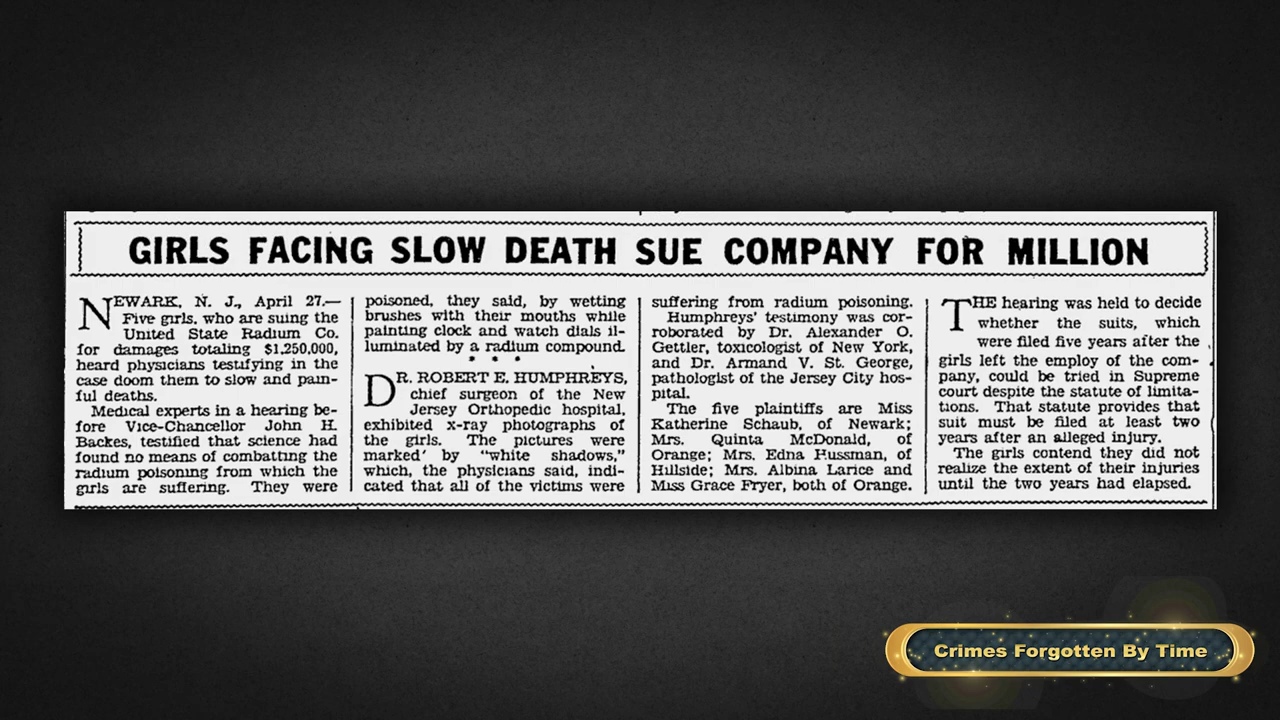 GIRLS FACING SLOW DEATH SUE COMPANY FOR MILLION
NEWARK, N. J., April 27.—
Five girls, who are suing the
United State Radium Co.
for damages totaling $1,250,000,
heard physicians testifying in the
case doom them to slow and pain-
ful deaths.
Medical experts in a hearing be-
fore Vice-Chancellor John H.
Backes, testified that science had
found no means of combatting the
radium poisoning from which the
girls are suffering. They were
poisoned, they said, by wetting
brushes with their mouths while
painting clock and watch dials il-
luminated by a radium compound.
* * *
DR. ROBERT E. HUMPHREYS,
chief surgeon of the New
Jersey Orthopedic hospital,
exhibited x-ray photographs of
the girls. The pictures were
marked by "white shadows,"
which, the physicians said, indi-
cated that all of the victims were
suffering from radium poisoning.
Humphreys' testimony was cor-
roborated by Dr. Alexander O.
Gettler, toxicologist of New York,
and Dr. Armand V. St. George,
pathologist of the Jersey City hos-
pital.
The five plaintiffs are Miss
Katherine Schaub, of Newark;
Mrs. Quinta McDonald, of
Orange; Mrs. Edna Hussman, of
Hillside; Mrs. Albina Larice and
Miss Grace Fryer, both of Orange.
THE hearing was held to decide
whether the suits, which
were filed five years after the
girls left the employ of the com-
pany, could be tried in Supreme
court despite the statute of limita-
tions. That statute provides that
suit must be filed at least two
years after an alleged injury.
The girls contend they did not
realize the extent of their injuries
until the two years had elapsed.
Crimes Forgotten By Time